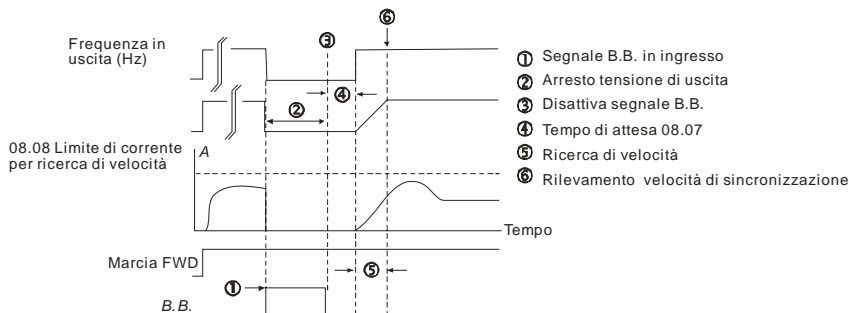 Frequenza in
uscita (Hz)
08.08 Limite di corrente
per ricerca di velocità
A
Marcia FWD
B.B.
⑥
③
④
②
Tempo
⑤
①
① Segnale B.B. in ingresso
② Arresto tensione di uscita
③ Disattiva segnale B.B.
④ Tempo di attesa 08.07
⑤ Ricerca di velocità
⑥ Rilevamento velocità di sincronizzazione